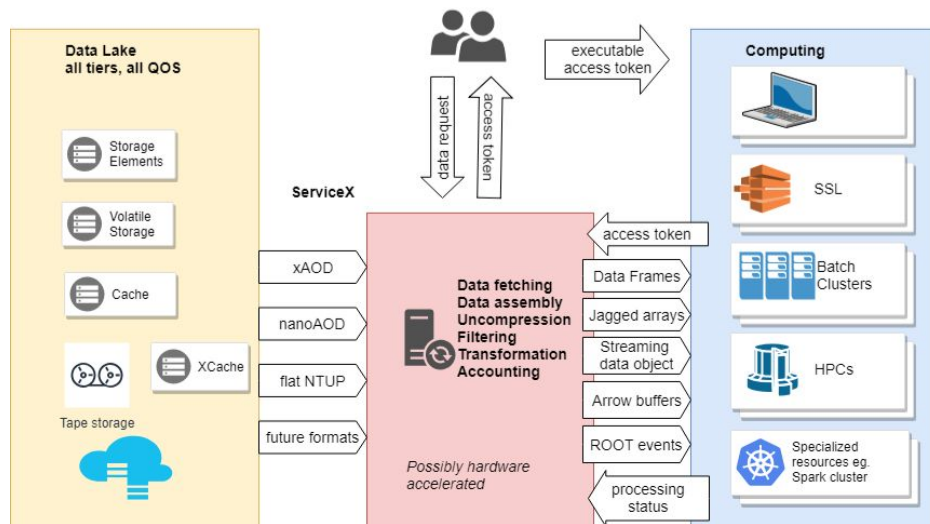 Data Lake
all tiers, all QOS
Storage
Elements
Volatile
Storage
Cache
XCache
Tape storage
ServiceX
xAOD
nanoAOD
flat NTUP
future formats
data request
access token
executable
access token
Data fetching
Data assembly
Uncompression
Filtering
Transformation
Accounting
Possibly hardware
accelerated
access token
Data Frames
Jagged arrays
Streaming
data object
Arrow buffers
ROOT events
processing
status
Computing
SSL
Batch
Clusters
HPCs
Specialized
resources eg.
Spark cluster